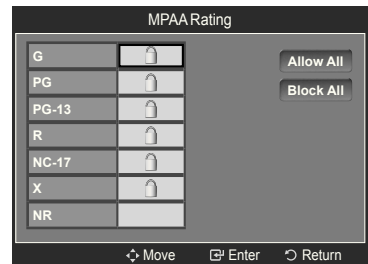 MPAA Rating
G
Allow All
PG
Block All
PG-13
R
NC-17
X
NR
Move Enter Return